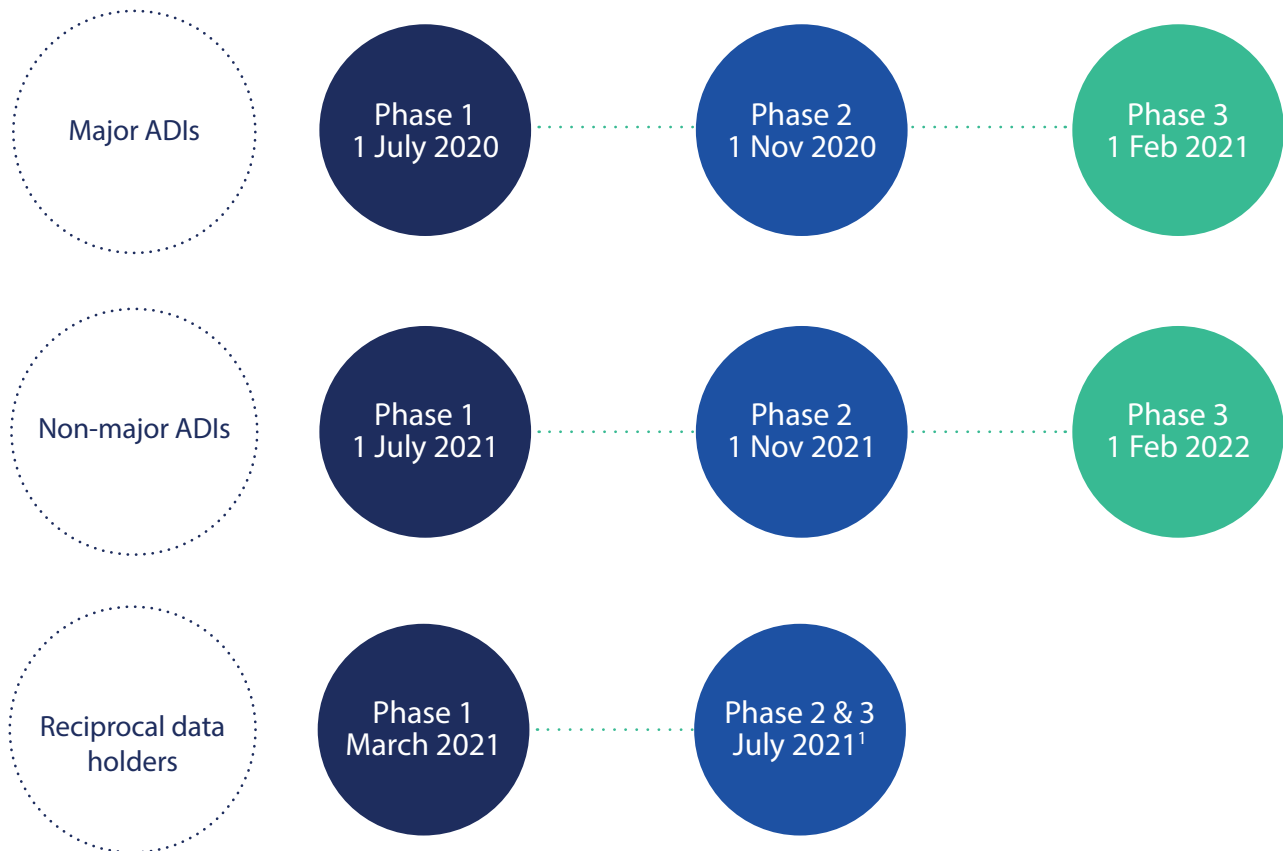 Major ADIs
Phase 1
1 July 2020
Phase 2
1 Nov 2020
Phase 3
1 Feb 2021
Non-major ADIs
Phase 1
1 July 2021
Phase 2
1 Nov 2021
Phase 3
1 Feb 2022
Reciprocal data
holders
Phase 1
March 2021
Phase 2 & 3
July 2021¹